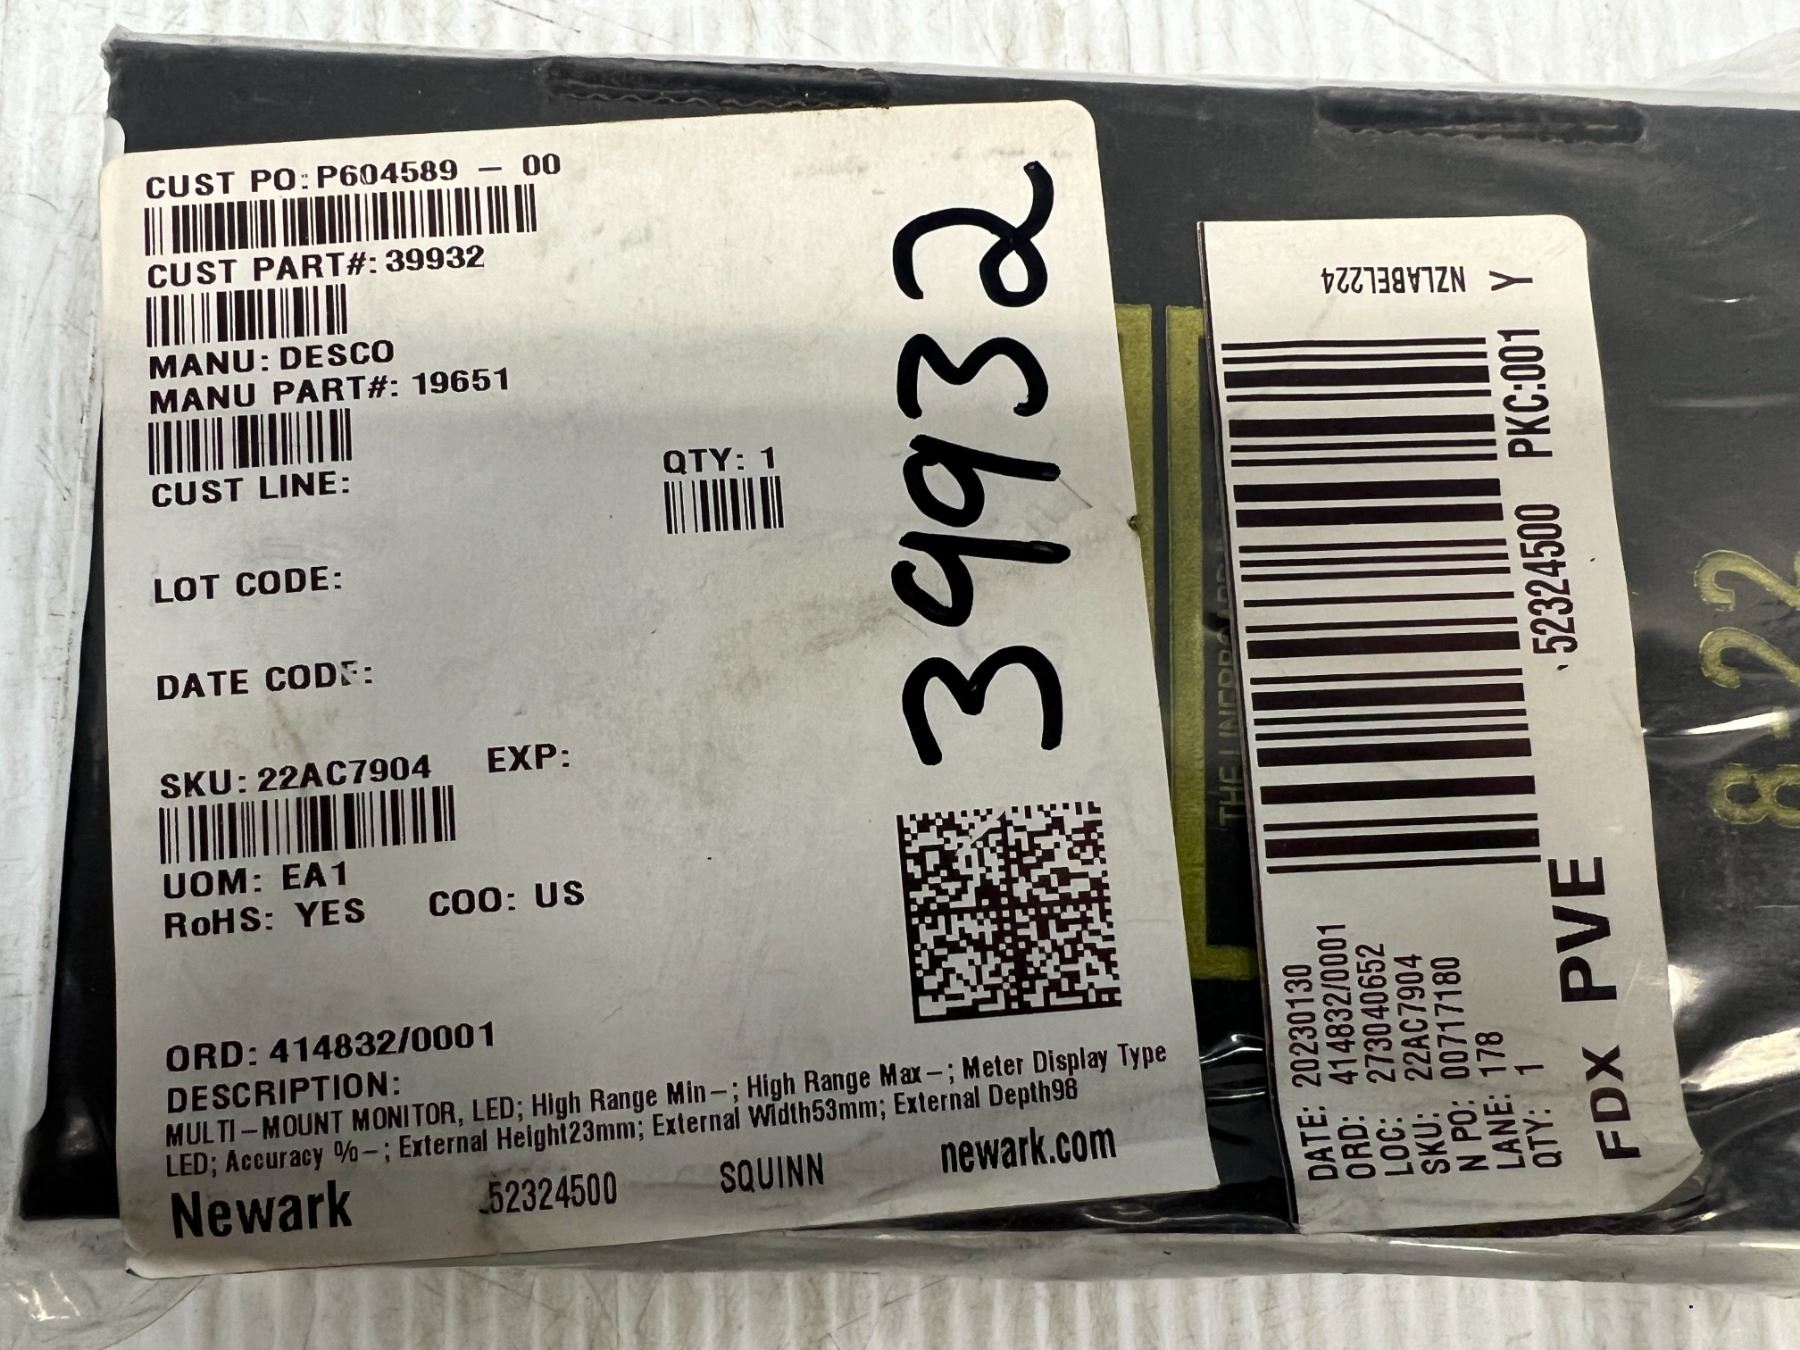 CUST PO: P604589 - 00
CUST PART#: 39932
MANU: DESCO
MANU PART#: 19651
CUST LINE:
QTY: 1
LOT CODE:
DATE CODE:
SKU: 22AC7904 EXP:
UOM: EA1
RoHS: YES COO: US
ORD: 414832/0001
DESCRIPTION:
MULTI-MOUNT MONITOR, LED; High Range Min-; High Range Max-; Meter Display Type
LED; Accuracy %-; External Height23mm; External Width53mm; External Depth98
Newark 52324500 SQUINN newark.com
39932
NZLABEL224
Y
PKC:001
52324500
DATE: 20230130
ORD: 414832/0001
LOC: 273040652
SKU: 22AC7904
N PO: 007177180
LANE: 178
QTY: 1
FDX PVE
8-22